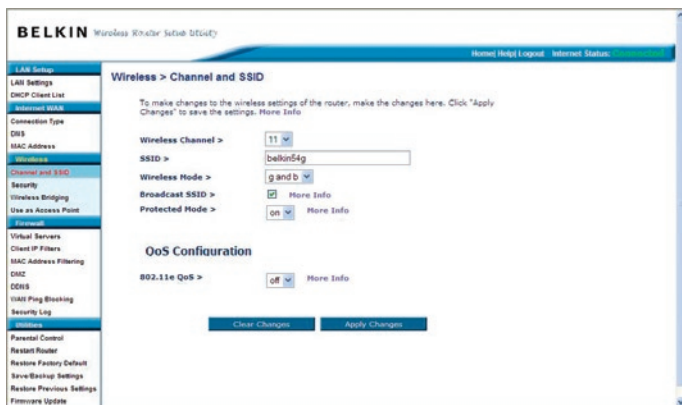 BELKIN Wireless Router Setup Utility
Home| Help| Logout Internet Status: Connected
LAN Setup
LAN Settings
DHCP Client List
Internet WAN
Connection Type
DNS
MAC Address
Wireless
Channel and SSID
Security
Wireless Bridging
Use as Access Point
Firewall
Virtual Servers
Client IP Filters
MAC Address Filtering
DMZ
DDNS
WAN Ping Blocking
Security Log
Utilities
Parental Control
Restart Router
Restore Factory Default
Save/Backup Settings
Restore Previous Settings
Firmware Update
Wireless > Channel and SSID
To make changes to the wireless settings of the router, make the changes here. Click "Apply
Changes" to save the settings. More Info
Wireless Channel > 11
SSID > belkin54g
Wireless Mode > g and b
Broadcast SSID > More Info
Protected Mode > on More Info
QoS Configuration
802.11e QoS > off More Info
Clear Changes Apply Changes